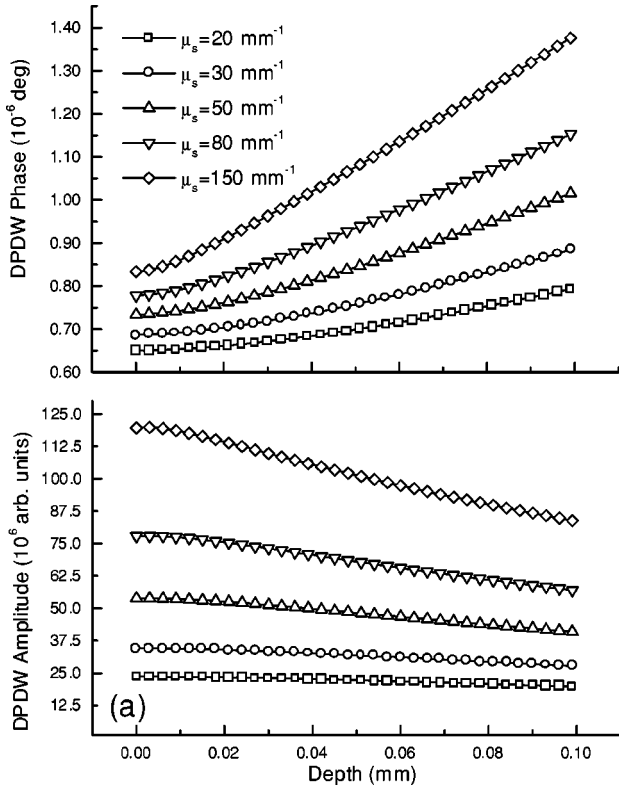 DPDW Phase (10⁻⁶ deg)
1.40
1.30
1.20
1.10
1.00
0.90
0.80
0.70
0.60
μₛ=20 mm⁻¹
μₛ=30 mm⁻¹
μₛ=50 mm⁻¹
μₛ=80 mm⁻¹
μₛ=150 mm⁻¹
DPDW Amplitude (10⁶ arb. units)
125.0
112.5
100.0
87.5
75.0
62.5
50.0
37.5
25.0
12.5
(a)
0.00 0.02 0.04 0.06 0.08 0.10
Depth (mm)